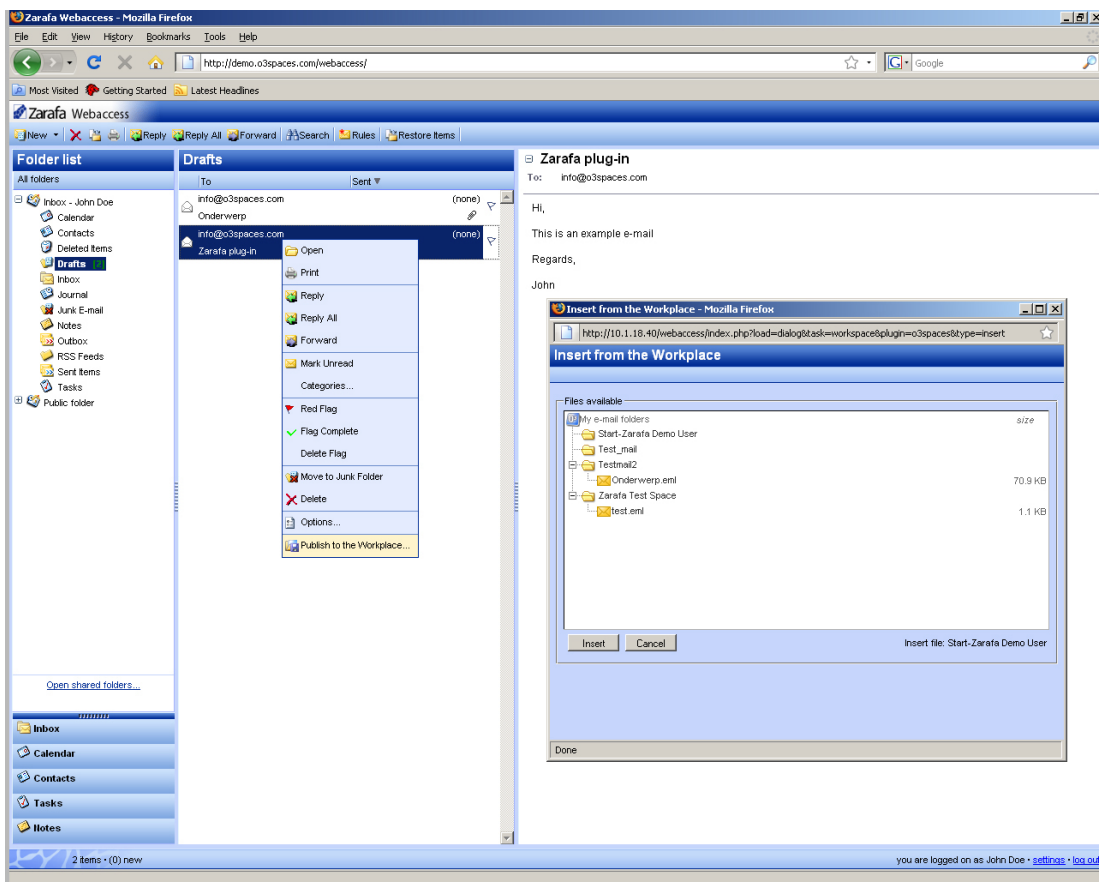 Zarafa Webaccess - Mozilla Firefox
File Edit View History Bookmarks Tools Help
http://demo.o3spaces.com/webaccess/
Google
Most Visited Getting Started Latest Headlines
Zarafa Webaccess
New Reply Reply All Forward Search Rules Restore Items
Folder list
All folders
Inbox - John Doe
Calendar
Contacts
Deleted Items
Drafts [2]
Inbox
Journal
Junk E-mail
Notes
Outbox
RSS Feeds
Sent Items
Tasks
Public folder
Open shared folders...
Inbox
Calendar
Contacts
Tasks
Notes
Drafts
To Sent
info@o3spaces.com (none)
Onderwerp
info@o3spaces.com (none)
Zarafa plug-in
Open
Print
Reply
Reply All
Forward
Mark Unread
Categories...
Red Flag
Flag Complete
Delete Flag
Move to Junk Folder
Delete
Options...
Publish to the Workplace...
Zarafa plug-in
To: info@o3spaces.com
Hi,
This is an example e-mail
Regards,
John
Insert from the Workplace - Mozilla Firefox
http://10.1.18.40/webaccess/index.php?load=dialog&task=workspace&plugin=o3spaces&type=insert
Insert from the Workplace
Files available
My e-mail folders size
Start-Zarafa Demo User
Test_mail
Testmail2
Onderwerp.eml 70.9 KB
Zarafa Test Space
test.eml 1.1 KB
Insert Cancel Insert file: Start-Zarafa Demo User
Done
2 items • (0) new
you are logged on as John Doe • settings • log out